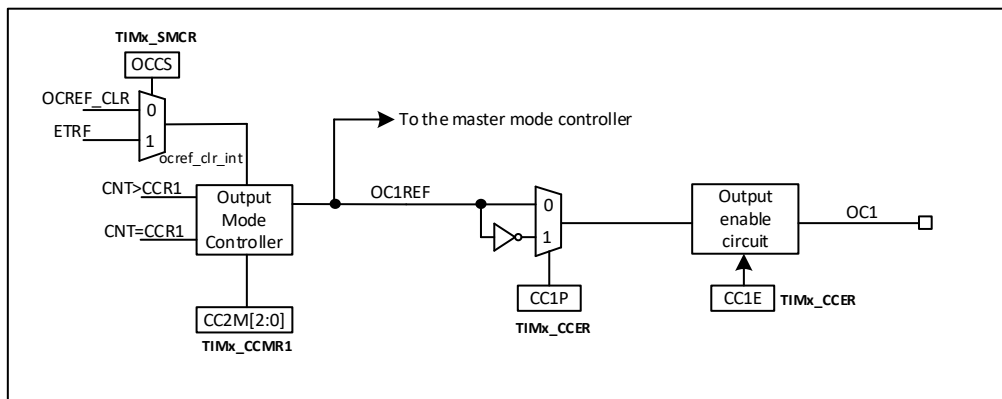 TIMx_SMCR
OCCS
OCREF_CLR
0
ETRF
1
ocref_clr_int
To the master mode controller
CNT>CCR1
CNT=CCR1
Output
Mode
Controller
OC1REF
0
1
Output
enable
circuit
OC1
CC2M[2:0]
TIMx_CCMR1
CC1P
TIMx_CCER
CC1E
TIMx_CCER